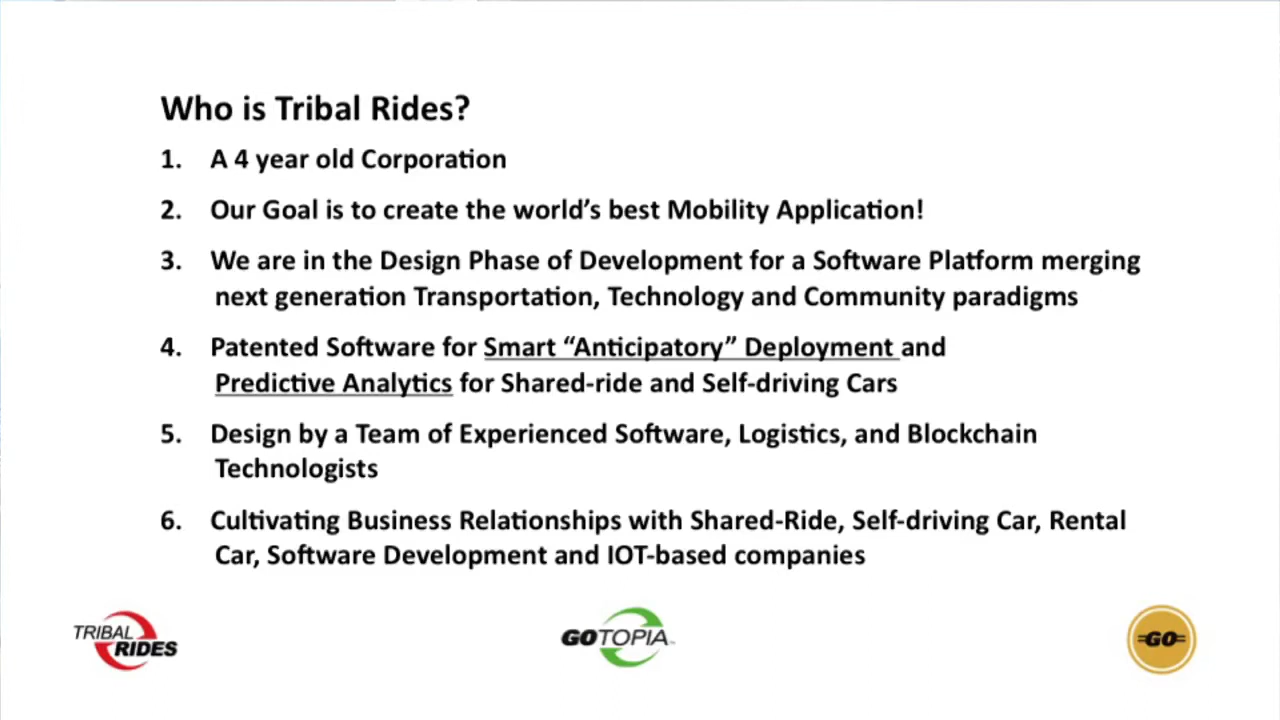 Who is Tribal Rides?
1. A 4 year old Corporation
2. Our Goal is to create the world’s best Mobility Application!
3. We are in the Design Phase of Development for a Software Platform merging
next generation Transportation, Technology and Community paradigms
4. Patented Software for Smart “Anticipatory” Deployment and
Predictive Analytics for Shared-ride and Self-driving Cars
5. Design by a Team of Experienced Software, Logistics, and Blockchain
Technologists
6. Cultivating Business Relationships with Shared-Ride, Self-driving Car, Rental
Car, Software Development and IOT-based companies
TRIBAL
RIDES
GOTOPIA
GO